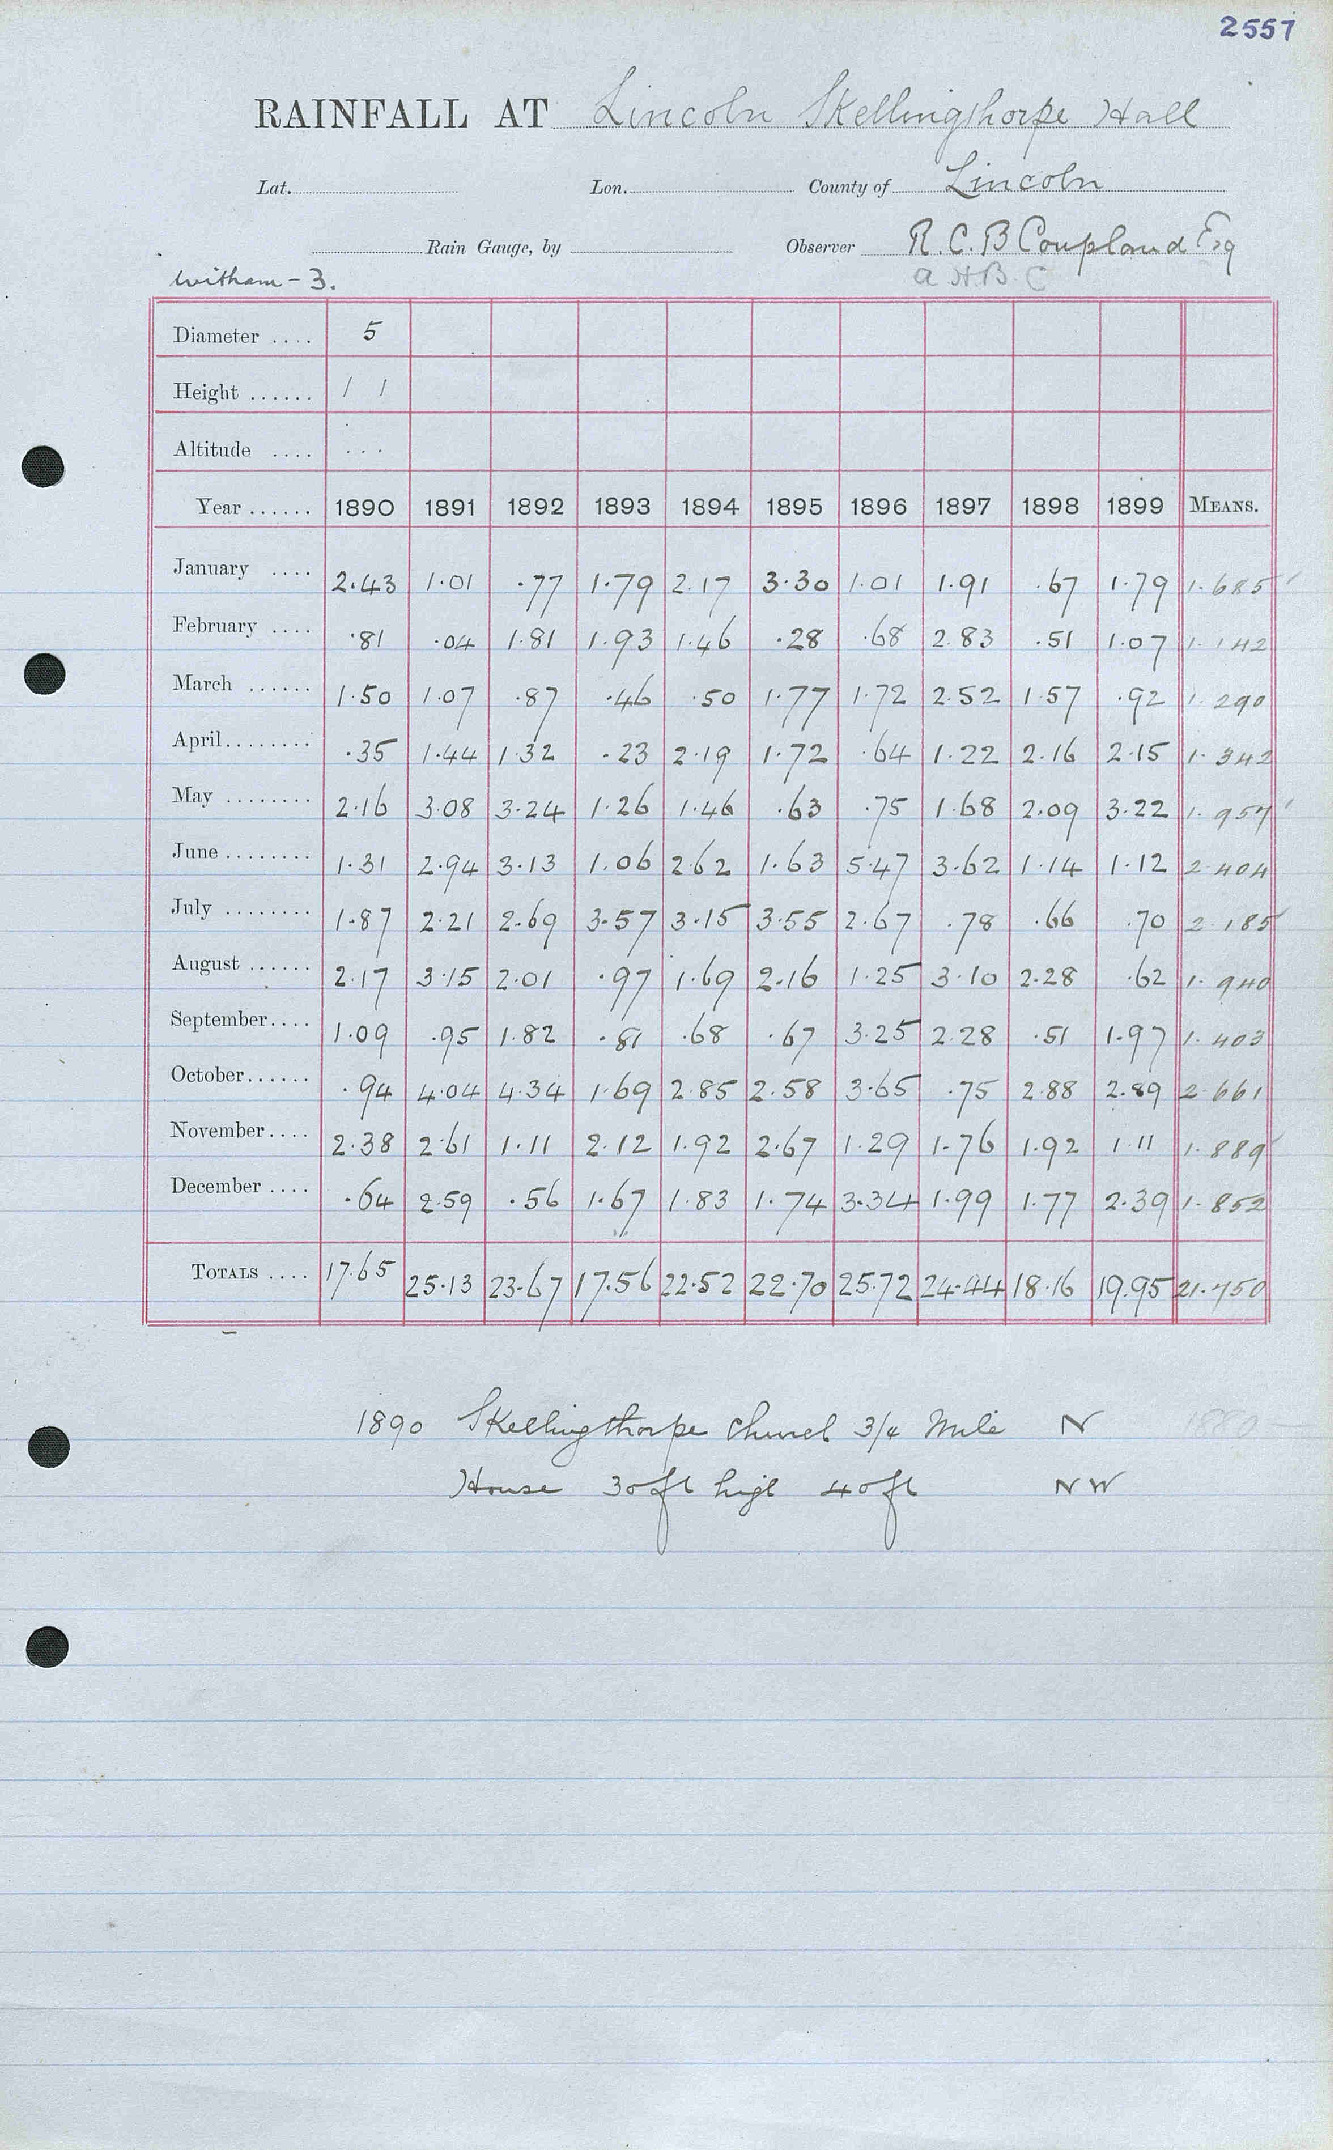 2557
RAINFALL AT Lincoln Skellingthorpe Hall
Lat. Lon. County of Lincoln
Rain Gauge, by Observer R. C. B Coupland Esq
Witham - 3. a H. B. C
Diameter .... 5
Height ...... 1 1
Altitude .... ...
Year ...... 1890 1891 1892 1893 1894 1895 1896 1897 1898 1899 MEANS.
January .... 2.43 1.01 .77 1.79 2.17 3.30 1.01 1.91 .67 1.79 1.685
February .... .81 .04 1.81 1.93 1.46 .28 .68 2.83 .51 1.07 1.142
March ...... 1.50 1.07 .87 .46 .50 1.77 1.72 2.52 1.57 .92 1.290
April........ .35 1.44 1.32 .23 2.19 1.72 .64 1.22 2.16 2.15 1.342
May ........ 2.16 3.08 3.24 1.26 1.46 .63 .75 1.68 2.09 3.22 1.957
June ........ 1.31 2.94 3.13 1.06 2.62 1.63 5.47 3.62 1.14 1.12 2.404
July ........ 1.87 2.21 2.69 3.57 3.15 3.55 2.67 .78 .66 .70 2.185
August ...... 2.17 3.15 2.01 .97 1.69 2.16 1.25 3.10 2.28 .62 1.940
September.... 1.09 .95 1.82 .81 .68 .67 3.25 2.28 .51 1.97 1.403
October...... .94 4.04 4.34 1.69 2.85 2.58 3.65 .75 2.88 2.89 2.661
November.... 2.38 2.61 1.11 2.12 1.92 2.67 1.29 1.76 1.92 1.11 1.889
December .... .64 2.59 .56 1.67 1.83 1.74 3.34 1.99 1.77 2.39 1.852
TOTALS .... 17.65 25.13 23.67 17.56 22.52 22.70 25.72 24.44 18.16 19.95 21.750
1890 Skellingthorpe Church 3/4 Mile N 880
House 30ft high 40ft NW